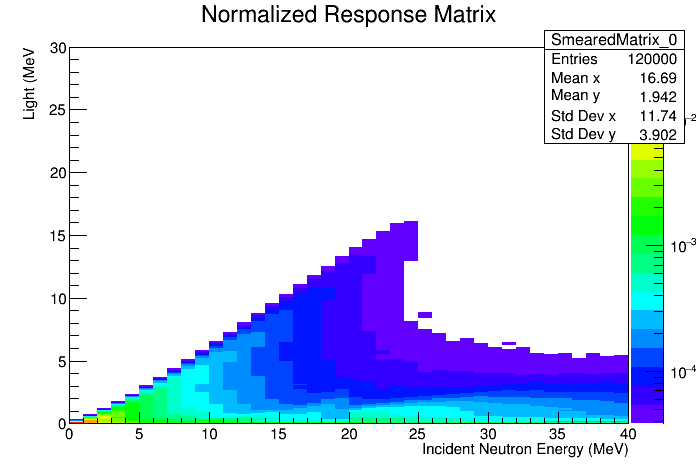 Normalized Response Matrix
SmearedMatrix_0
Entries 120000
Mean x 16.69
Mean y 1.942
Std Dev x 11.74
Std Dev y 3.902
Light (MeV
30
25
20
15
10
5
0
0 5 10 15 20 25 30 35 40
Incident Neutron Energy (MeV)
−2
10−3
10−4